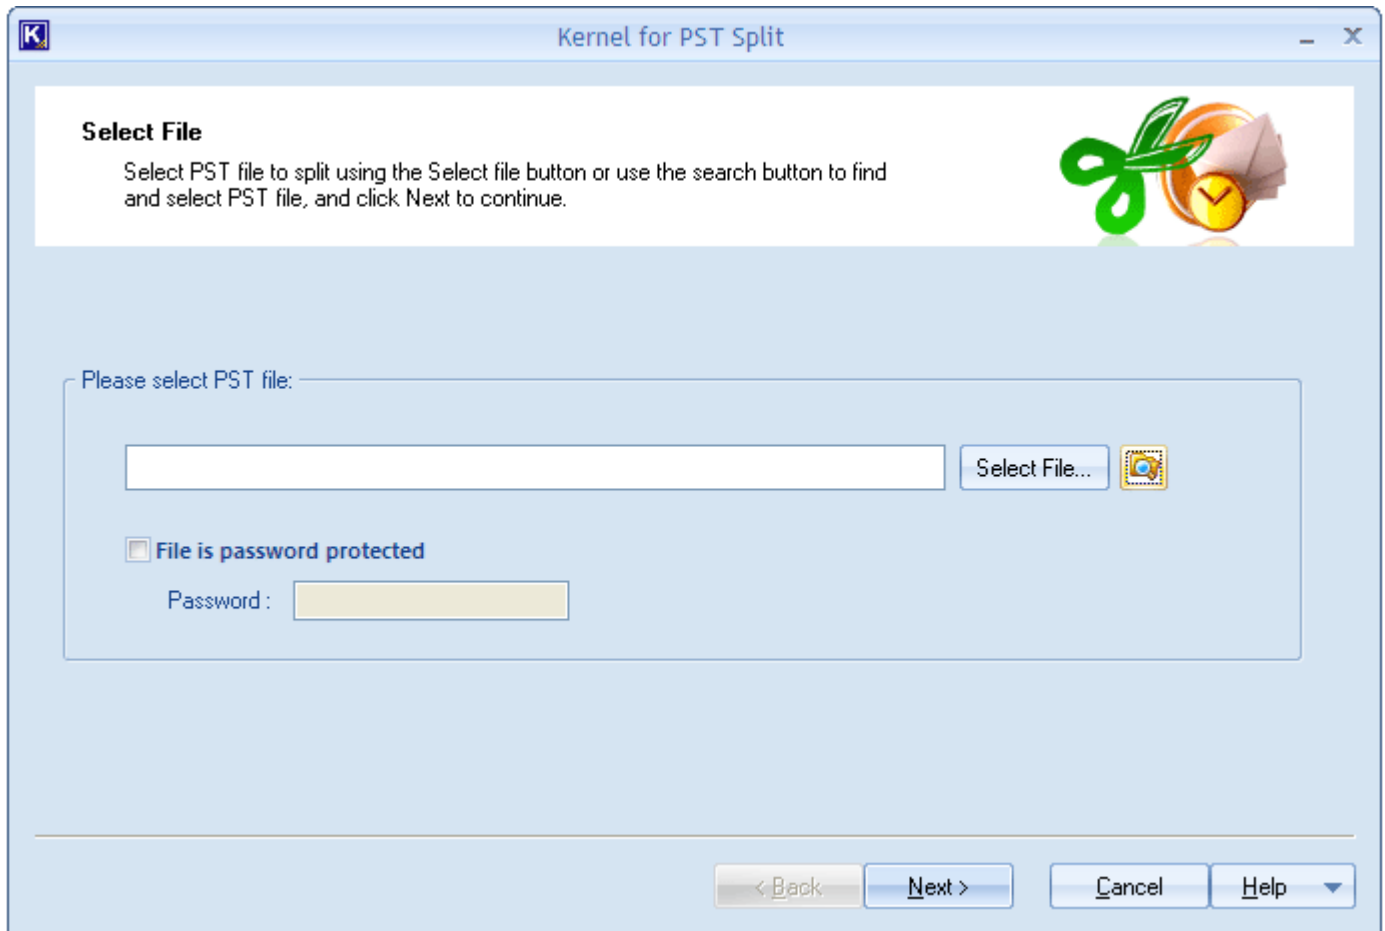 K
Kernel for PST Split
Select File
Select PST file to split using the Select file button or use the search button to find
and select PST file, and click Next to continue.
Please select PST file:
Select File...
File is password protected
Password :
< Back
Next >
Cancel
Help